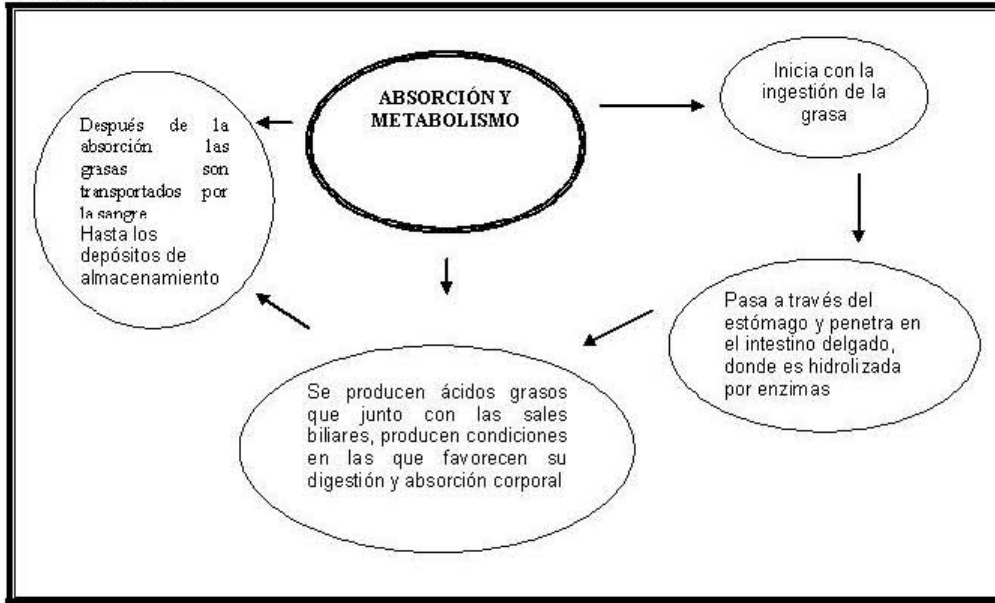 ABSORCIÓN Y
METABOLISMO
Inicia con la
ingestión de la
grasa
Pasa a través del
estómago y penetra en
el intestino delgado,
donde es hidrolizada
por enzimas
Se producen ácidos grasos
que junto con las sales
biliares, producen condiciones
en las que favorecen su
digestión y absorción corporal
Después de la
absorción las
grasas son
transportados por
la sangre
Hasta los
depósitos de
almacenamiento